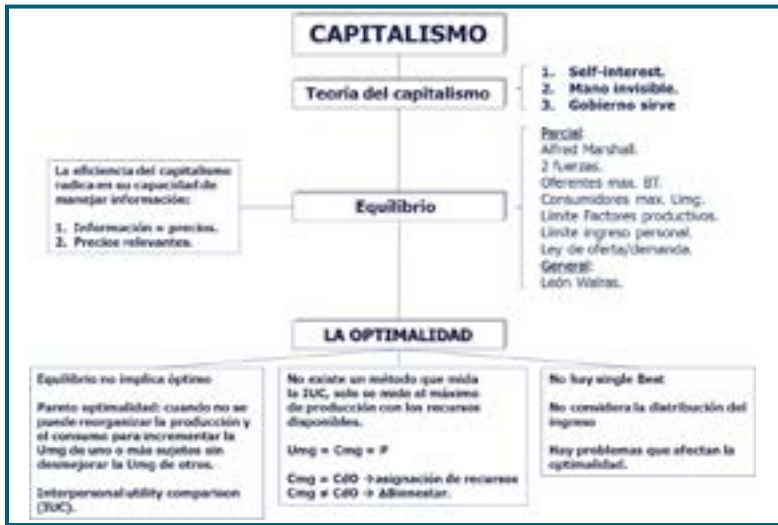 CAPITALISMO
Teoría del capitalismo
1. Self-interest.
2. Mano invisible.
3. Gobierno sirve
La eficiencia del capitalismo
radica en su capacidad de
manejar información:
1. Información = precios.
2. Precios relevantes.
Equilibrio
Parcial:
Alfred Marshall.
2 fuerzas.
Oferentes max. BT.
Consumidores max. Umg.
Limite Factores productivos.
Limite ingreso personal.
Ley de oferta/demanda.
General:
León Walras.
LA OPTIMALIDAD
Equilibrio no implica óptimo
Pareto optimalidad: cuando no se
puede reorganizar la producción y
el consumo para incrementar la
Umg de uno o más sujetos sin
desmejorar la Umg de otros.
Interpersonal utility comparison
(IUC).
No existe un método que mida
la IUC, solo se mide el máximo
de producción con los recursos
disponibles.
Umg = Cmg = P
Cmg = CdO →asignación de recursos
Cmg ≠ CdO → ΔBienestar.
No hay single Best
No considera la distribución del
ingreso
Hay problemas que afectan la
optimalidad.